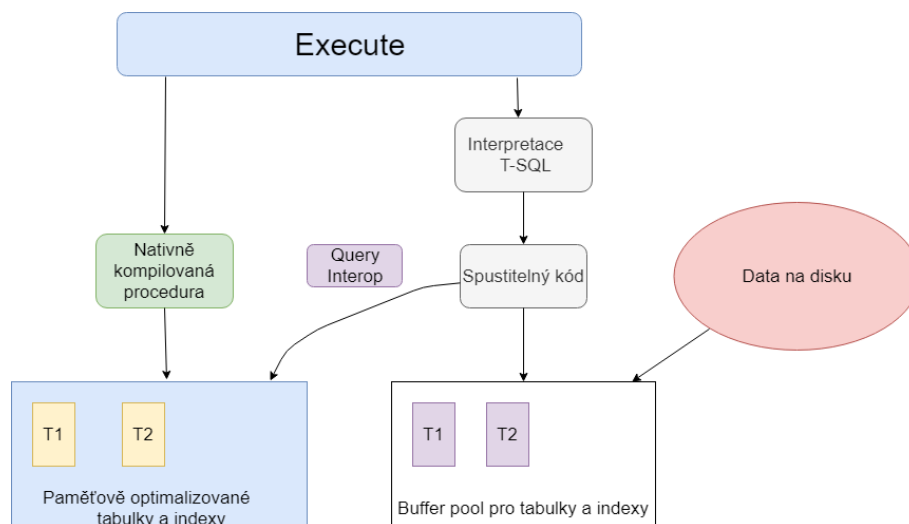 Execute
Interpretace
T-SQL
Nativně
kompilovaná
procedura
Query
Interop
Spustitelný kód
Data na disku
T1
T2
Paměťově optimalizované
tabulky a indexy
T1
T2
Buffer pool pro tabulky a indexy